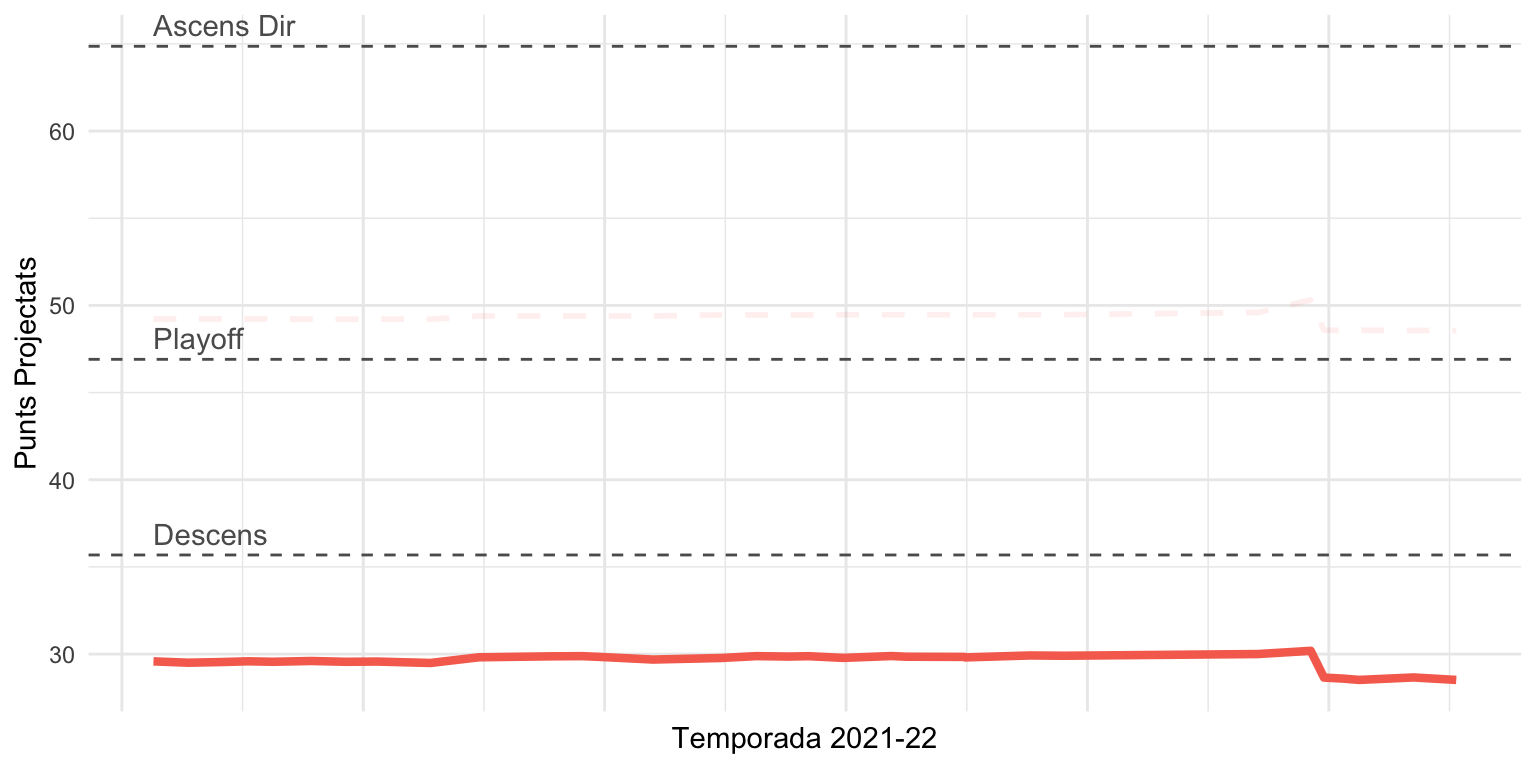 Ascens Dir
60
50
Playoff
Punts Projectats
40
Descens
30
Temporada 2021-22